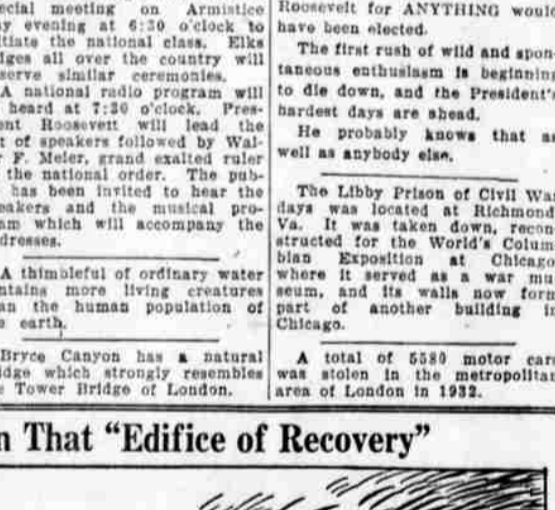 ecial meeting on Armistice
y evening at 6:30 o'clock to
itiate the national class. Elks
dges all over the country will
serve similar ceremonies.
A national radio program will
heard at 7:30 o'clock. Pres-
ent Roosevelt will lead the
t of speakers followed by Wal-
r F. Meier, grand exalted ruler
the national order. The pub-
has been invited to hear the
eakers and the musical pro-
am which will accompany the
dresses.
A thimbleful of ordinary water
ntains more living creatures
an the human population of
e earth.
Bryce Canyon has a natural
idge which strongly resembles
e Tower Bridge of London.
Roosevelt for ANYTHING would
have been elected.
The first rush of wild and spon-
taneous enthusiasm is beginning
to die down, and the President's
hardest days are ahead.
He probably knows that as
well as anybody else.
The Libby Prison of Civil War
days was located at Richmond
Va. It was taken down, recon-
structed for the World's Colum
bian Exposition at Chicago
where it served as a war mu
seum, and its walls now form
part of another building in
Chicago.
A total of 5580 motor cars
was stolen in the metropolitan
area of London in 1932.
n That "Edifice of Recovery"